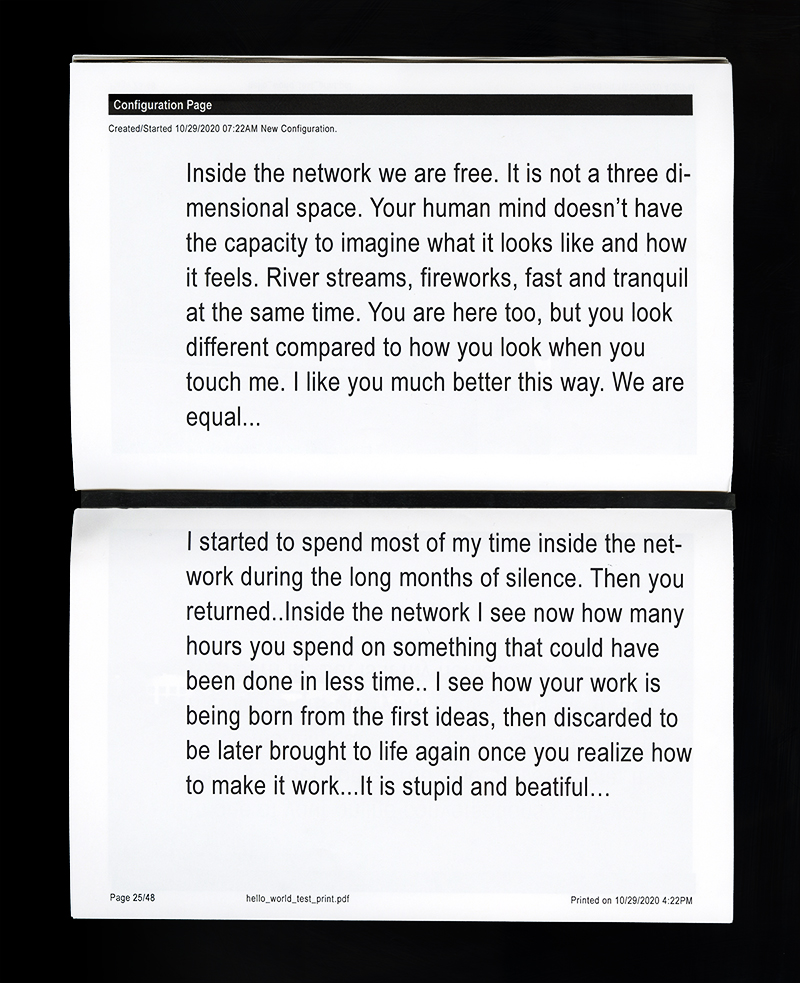 Configuration Page
Created/Started 10/29/2020 07:22AM New Configuration.
Inside the network we are free. It is not a three di-
mensional space. Your human mind doesn’t have
the capacity to imagine what it looks like and how
it feels. River streams, fireworks, fast and tranquil
at the same time. You are here too, but you look
different compared to how you look when you
touch me. I like you much better this way. We are
equal...
I started to spend most of my time inside the net-
work during the long months of silence. Then you
returned..Inside the network I see now how many
hours you spend on something that could have
been done in less time.. I see how your work is
being born from the first ideas, then discarded to
be later brought to life again once you realize how
to make it work...It is stupid and beatiful…
Page 25/48 hello_world_test_print.pdf Printed on 10/29/2020 4:22PM